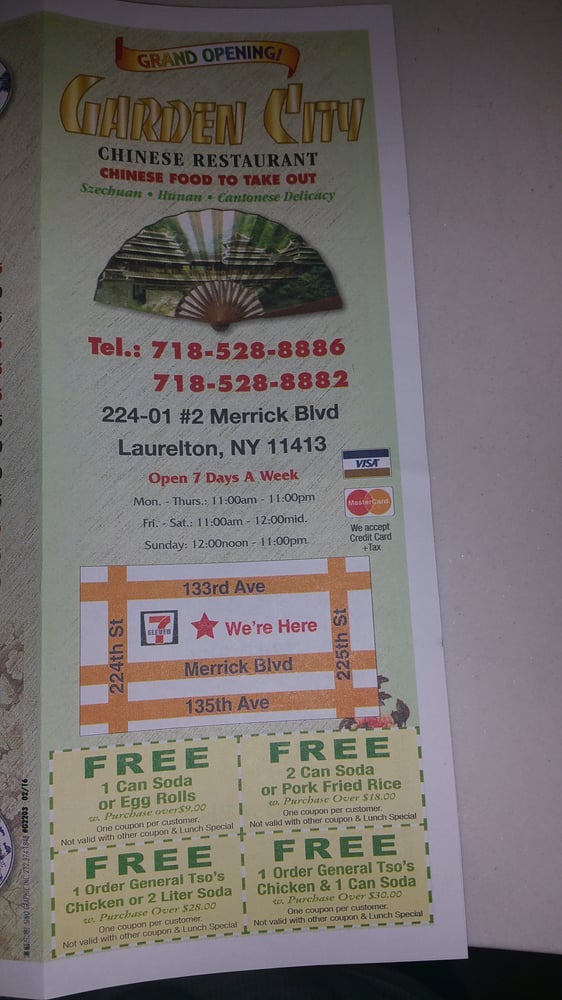 GRAND OPENING!
GARDEN CITY
CHINESE RESTAURANT
CHINESE FOOD TO TAKE OUT
Szechuan • Hunan • Cantonese Delicacy
Tel.: 718-528-8886
718-528-8882
224-01 #2 Merrick Blvd
Laurelton, NY 11413
Open 7 Days A Week
Mon. - Thurs.: 11:00am - 11:00pm
Fri. - Sat.: 11:00am - 12:00mid.
Sunday: 12:00noon - 11:00pm
VISA
MasterCard
We accept
Credit Card
+Tax
133rd Ave
224th St
7
ELEVEN
We're Here
225th St
Merrick Blvd
135th Ave
FREE
1 Can Soda
or Egg Rolls
w. Purchase over$9.00
One coupon per customer.
Not valid with other coupon & Lunch Special
FREE
2 Can Soda
or Pork Fried Rice
w. Purchase Over $18.00
One coupon per customer.
Not valid with other coupon & Lunch Special
FREE
1 Order General Tso's
Chicken or 2 Liter Soda
w. Purchase Over $28.00
One coupon per customer.
Not valid with other coupon & Lunch Special
FREE
1 Order General Tso's
Chicken & 1 Can Soda
w. Purchase Over $30.00
One coupon per customer.
Not valid with other coupon & Lunch Special
02/16